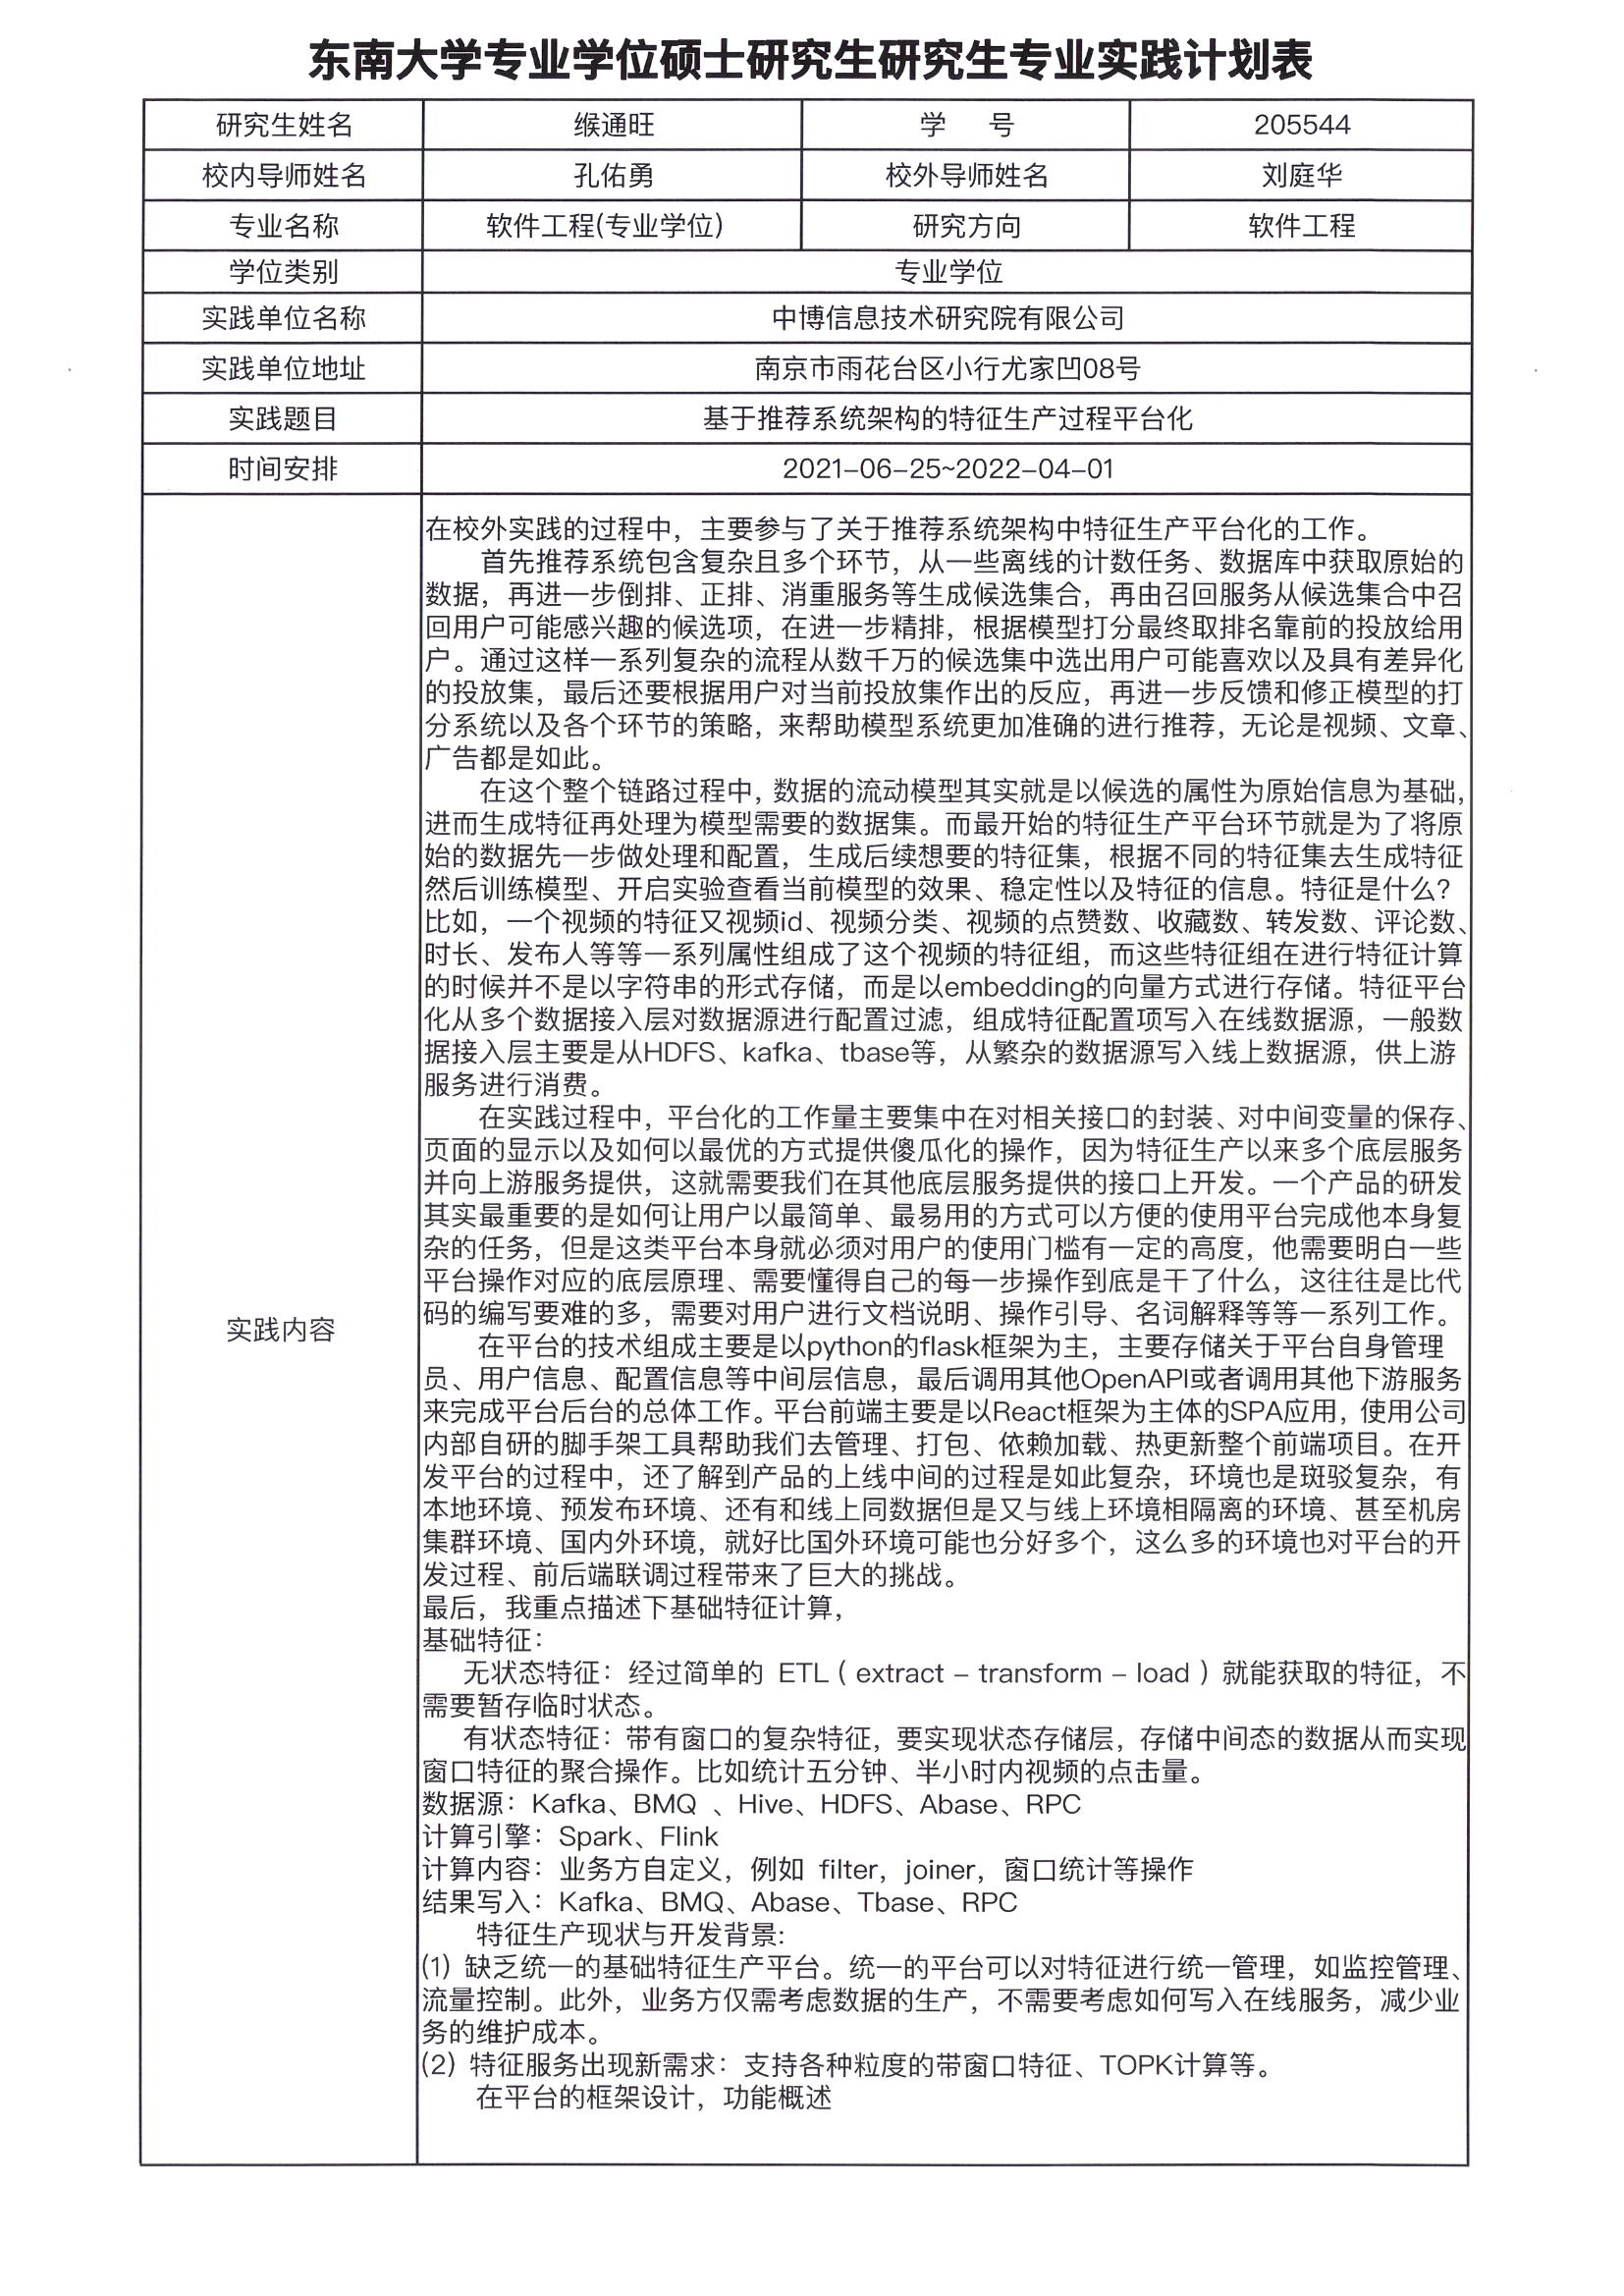 东南大学专业学位硕士研究生研究生专业实践计划表
研究生姓名 缑通旺 学 号 205544
校内导师姓名 孔佑勇 校外导师姓名 刘庭华
专业名称 软件工程(专业学位) 研究方向 软件工程
学位类别 专业学位
实践单位名称 中博信息技术研究院有限公司
实践单位地址 南京市雨花台区小行尤家凹08号
实践题目 基于推荐系统架构的特征生产过程平台化
时间安排 2021-06-25~2022-04-01
实践内容
在校外实践的过程中，主要参与了关于推荐系统架构中特征生产平台化的工作。
首先推荐系统包含复杂且多个环节，从一些离线的计数任务、数据库中获取原始的
数据，再进一步倒排、正排、消重服务等生成候选集合，再由召回服务从候选集合中召
回用户可能感兴趣的候选项，在进一步精排，根据模型打分最终取排名靠前的投放给用
户。通过这样一系列复杂的流程从数千万的候选集中选出用户可能喜欢以及具有差异化
的投放集，最后还要根据用户对当前投放集作出的反应，再进一步反馈和修正模型的打
分系统以及各个环节的策略，来帮助模型系统更加准确的进行推荐，无论是视频、文章、
广告都是如此。
在这个整个链路过程中，数据的流动模型其实就是以候选的属性为原始信息为基础，
进而生成特征再处理为模型需要的数据集。而最开始的特征生产平台环节就是为了将原
始的数据先一步做处理和配置，生成后续想要的特征集，根据不同的特征集去生成特征
然后训练模型、开启实验查看当前模型的效果、稳定性以及特征的信息。特征是什么？
比如，一个视频的特征又视频id、视频分类、视频的点赞数、收藏数、转发数、评论数、
时长、发布人等等一系列属性组成了这个视频的特征组，而这些特征组在进行特征计算
的时候并不是以字符串的形式存储，而是以embedding的向量方式进行存储。特征平台
化从多个数据接入层对数据源进行配置过滤，组成特征配置项写入在线数据源，一般数
据接入层主要是从HDFS、kafka、tbase等，从繁杂的数据源写入线上数据源，供上游
服务进行消费。
在实践过程中，平台化的工作量主要集中在对相关接口的封装、对中间变量的保存、
页面的显示以及如何以最优的方式提供傻瓜化的操作，因为特征生产以来多个底层服务
并向上游服务提供，这就需要我们在其他底层服务提供的接口上开发。一个产品的研发
其实最重要的是如何让用户以最简单、最易用的方式可以方便的使用平台完成他本身复
杂的任务，但是这类平台本身就必须对用户的使用门槛有一定的高度，他需要明白一些
平台操作对应的底层原理、需要懂得自己的每一步操作到底是干了什么，这往往是比代
码的编写要难的多，需要对用户进行文档说明、操作引导、名词解释等等一系列工作。
在平台的技术组成主要是以python的flask框架为主，主要存储关于平台自身管理
员、用户信息、配置信息等中间层信息，最后调用其他OpenAPI或者调用其他下游服务
来完成平台后台的总体工作。平台前端主要是以React框架为主体的SPA应用，使用公司
内部自研的脚手架工具帮助我们去管理、打包、依赖加载、热更新整个前端项目。在开
发平台的过程中，还了解到产品的上线中间的过程是如此复杂，环境也是斑驳复杂，有
本地环境、预发布环境、还有和线上同数据但是又与线上环境相隔离的环境、甚至机房
集群环境、国内外环境，就好比国外环境可能也分好多个，这么多的环境也对平台的开
发过程、前后端联调过程带来了巨大的挑战。
最后，我重点描述下基础特征计算，
基础特征：
无状态特征：经过简单的 ETL（extract - transform - load）就能获取的特征，不
需要暂存临时状态。
有状态特征：带有窗口的复杂特征，要实现状态存储层，存储中间态的数据从而实现
窗口特征的聚合操作。比如统计五分钟、半小时内视频的点击量。
数据源：Kafka、BMQ 、Hive、HDFS、Abase、RPC
计算引擎：Spark、Flink
计算内容：业务方自定义，例如 filter，joiner，窗口统计等操作
结果写入：Kafka、BMQ、Abase、Tbase、RPC
特征生产现状与开发背景:
(1) 缺乏统一的基础特征生产平台。统一的平台可以对特征进行统一管理，如监控管理、
流量控制。此外，业务方仅需考虑数据的生产，不需要考虑如何写入在线服务，减少业
务的维护成本。
(2) 特征服务出现新需求：支持各种粒度的带窗口特征、TOPK计算等。
在平台的框架设计，功能概述